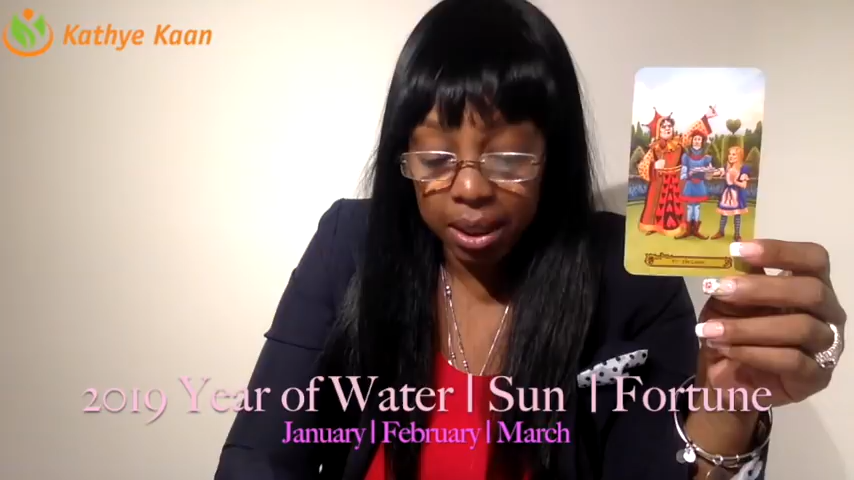 Kathye Kaan
2019 Year of Water | Sun | Fortune
January | February | March